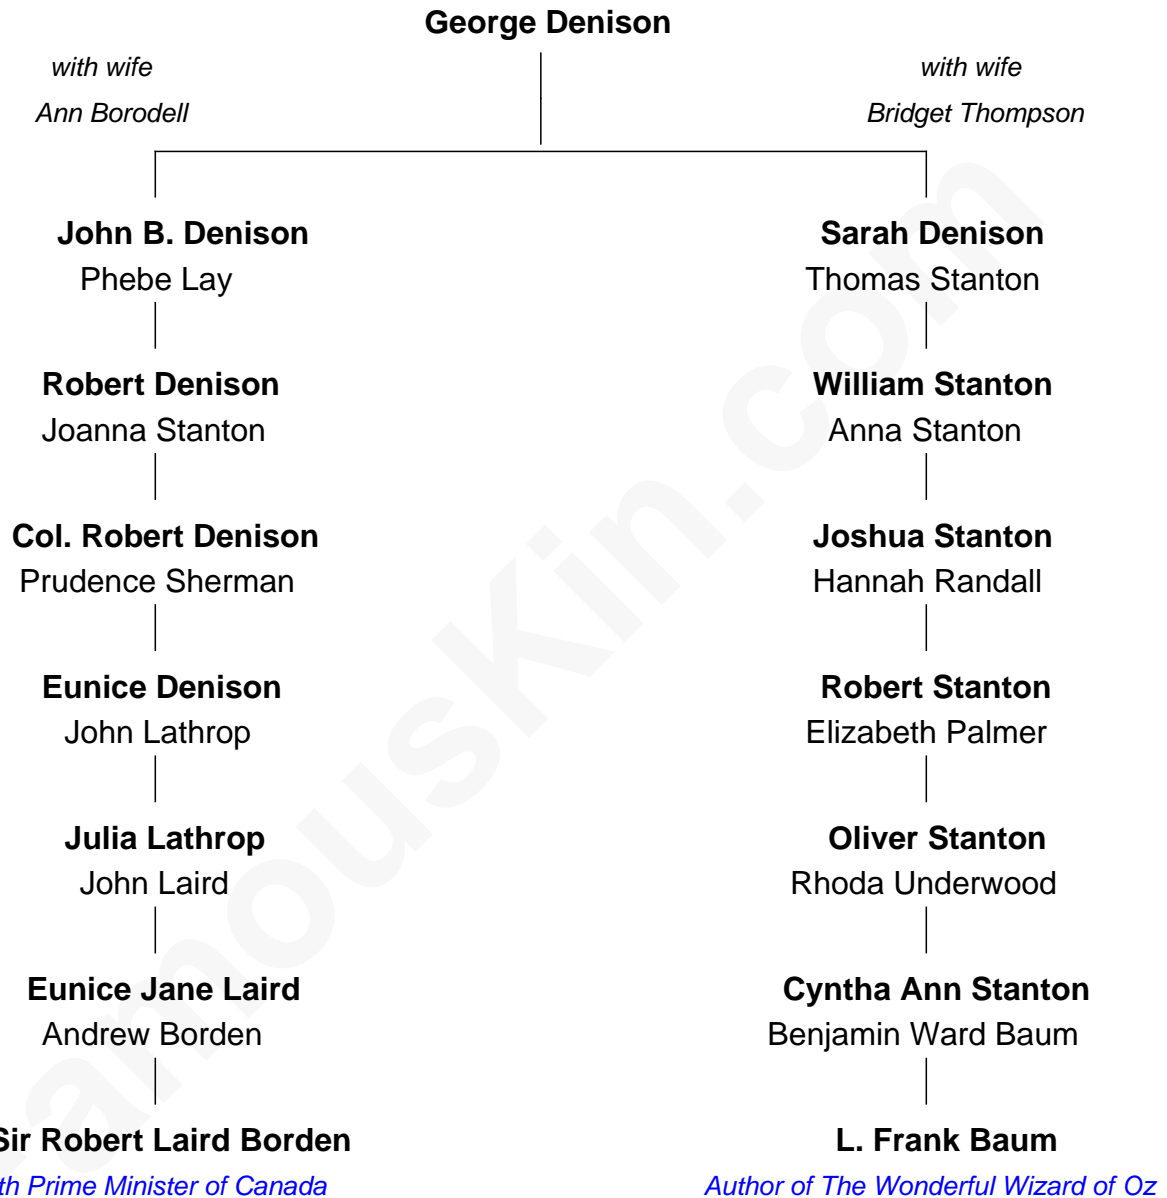 George Denison
with wife
Ann Borodell
with wife
Bridget Thompson
John B. Denison
Phebe Lay
Sarah Denison
Thomas Stanton
Robert Denison
Joanna Stanton
William Stanton
Anna Stanton
Col. Robert Denison
Prudence Sherman
Joshua Stanton
Hannah Randall
Eunice Denison
John Lathrop
Robert Stanton
Elizabeth Palmer
Julia Lathrop
John Laird
Oliver Stanton
Rhoda Underwood
Eunice Jane Laird
Andrew Borden
Cyntha Ann Stanton
Benjamin Ward Baum
Sir Robert Laird Borden
th Prime Minister of Canada
L. Frank Baum
Author of The Wonderful Wizard of Oz
amouskin.com